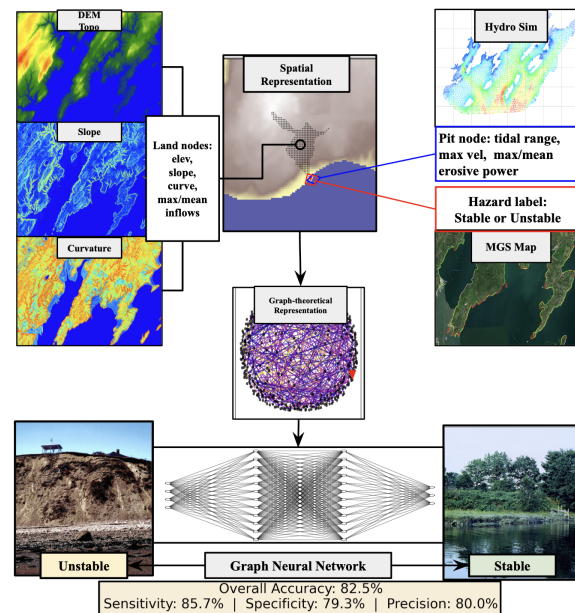 DEM
Topo
Hydro Sim
Spatial
Representation
Slope
Land nodes:
elev,
slope,
curve,
max/mean
inflows
Pit node: tidal range,
max vel,  max/mean
erosive power
Hazard label:
Stable or Unstable
Curvature
MGS Map
Graph-theoretical
Representation
Unstable
Graph Neural Network
Stable
Overall Accuracy: 82.5%
Sensitivity: 85.7%  |  Specificity: 79.3%  |  Precision: 80.0%